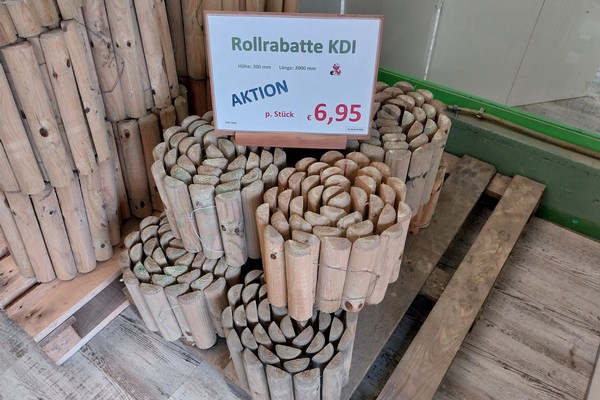 Rollrabatte KDI
Höhe: 300 mm Länge: 2000 mm
AKTION
p. Stück € 6,95